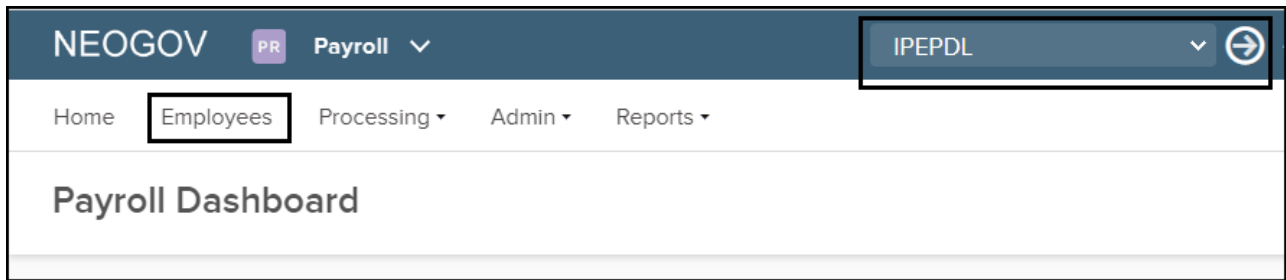 NEOGOV PR Payroll IPEPDL
Home Employees Processing Admin Reports
Payroll Dashboard